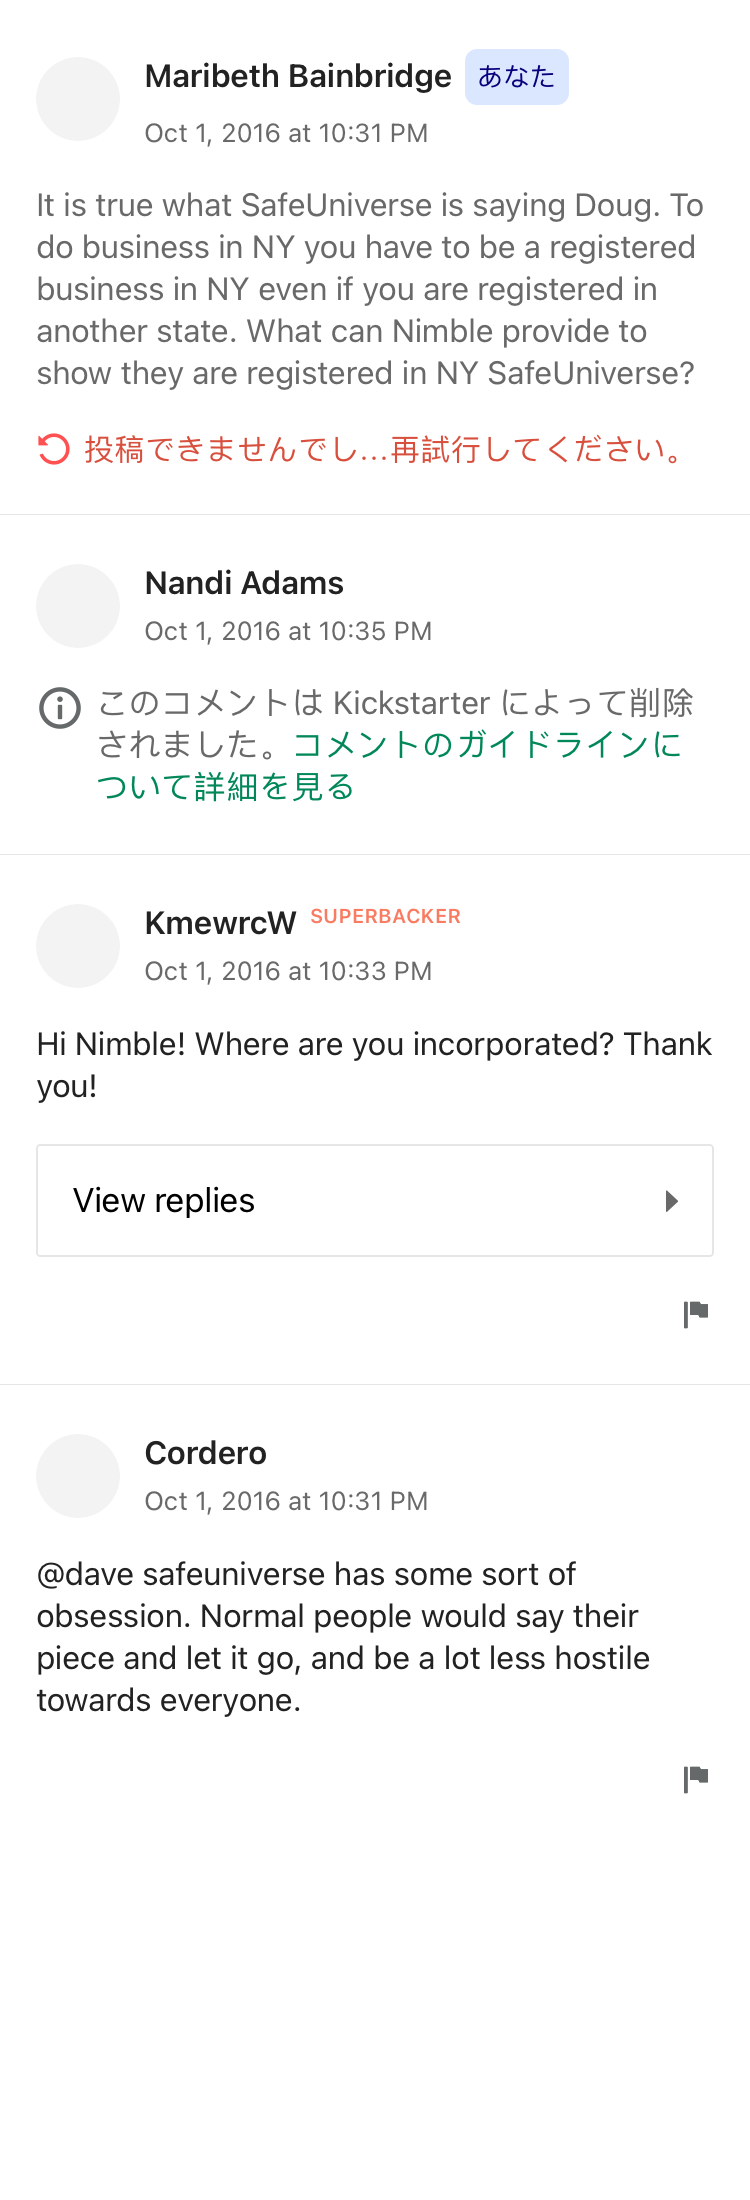 Maribeth Bainbridge あなた
Oct 1, 2016 at 10:31 PM
It is true what SafeUniverse is saying Doug. To
do business in NY you have to be a registered
business in NY even if you are registered in
another state. What can Nimble provide to
show they are registered in NY SafeUniverse?
投稿できませんでし…再試行してください。
Nandi Adams
Oct 1, 2016 at 10:35 PM
このコメントは Kickstarter によって削除
されました。コメントのガイドラインに
ついて詳細を見る
KmewrcW SUPERBACKER
Oct 1, 2016 at 10:33 PM
Hi Nimble! Where are you incorporated? Thank
you!
View replies
Cordero
Oct 1, 2016 at 10:31 PM
@dave safeuniverse has some sort of
obsession. Normal people would say their
piece and let it go, and be a lot less hostile
towards everyone.